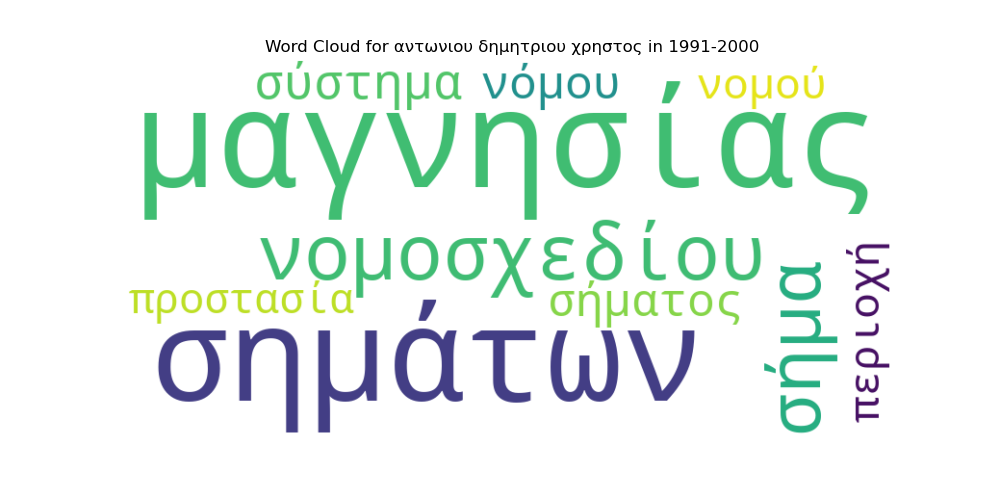 Word Cloud for αντωνιου δημητριου χρηστος in 1991-2000
σύστημα νόμου νομού
μαγνησίας
νομοσχεδίου
προστασία σήματος
σημάτων
σήμα
περιοχή